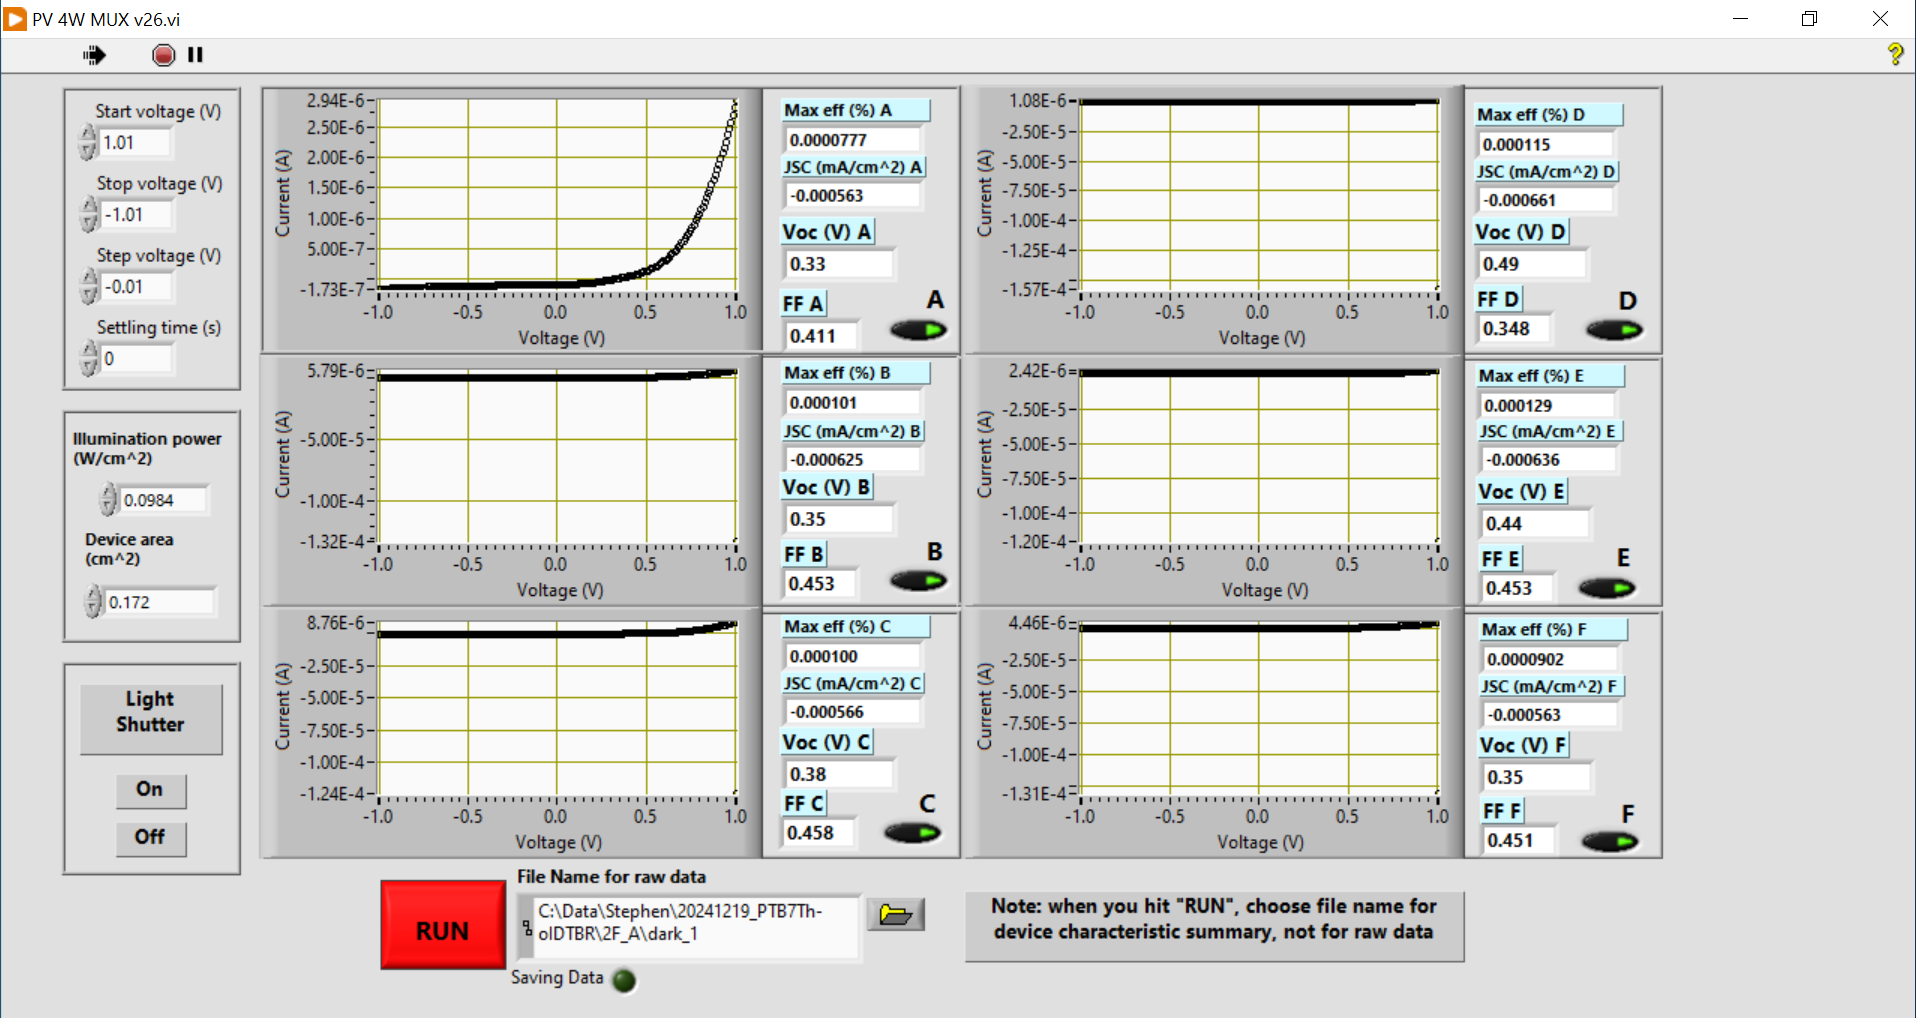 PV 4W MUX v26.vi
Start voltage (V)
1.01
Stop voltage (V)
-1.01
Step voltage (V)
-0.01
Settling time (s)
0
Illumination power
(W/cm^2)
0.0984
Device area
(cm^2)
0.172
Light
Shutter
On
Off
2.94E-6
2.50E-6
2.00E-6
1.50E-6
1.00E-6
5.00E-7
-1.73E-7
Current (A)
-1.0 -0.5 0.0 0.5 1.0
Voltage (V)
Max eff (%) A
0.0000777
JSC (mA/cm^2) A
-0.000563
Voc (V) A
0.33
FF A
0.411
A
1.08E-6
-2.50E-5
-5.00E-5
-7.50E-5
-1.00E-4
-1.25E-4
-1.57E-4
Current (A)
-1.0 -0.5 0.0 0.5 1.0
Voltage (V)
Max eff (%) D
0.000115
JSC (mA/cm^2) D
-0.000661
Voc (V) D
0.49
FF D
0.348
D
5.79E-6
-5.00E-5
-1.00E-4
-1.32E-4
Current (A)
-1.0 -0.5 0.0 0.5 1.0
Voltage (V)
Max eff (%) B
0.000101
JSC (mA/cm^2) B
-0.000625
Voc (V) B
0.35
FF B
0.453
B
2.42E-6
-2.50E-5
-5.00E-5
-7.50E-5
-1.00E-4
-1.20E-4
Current (A)
-1.0 -0.5 0.0 0.5 1.0
Voltage (V)
Max eff (%) E
0.000129
JSC (mA/cm^2) E
-0.000636
Voc (V) E
0.44
FF E
0.453
E
8.76E-6
-2.50E-5
-5.00E-5
-7.50E-5
-1.00E-4
-1.24E-4
Current (A)
-1.0 -0.5 0.0 0.5 1.0
Voltage (V)
Max eff (%) C
0.000100
JSC (mA/cm^2) C
-0.000566
Voc (V) C
0.38
FF C
0.458
C
4.46E-6
-2.50E-5
-5.00E-5
-7.50E-5
-1.00E-4
-1.31E-4
Current (A)
-1.0 -0.5 0.0 0.5 1.0
Voltage (V)
Max eff (%) F
0.0000902
JSC (mA/cm^2) F
-0.000563
Voc (V) F
0.35
FF F
0.451
F
RUN
File Name for raw data
C:\Data\Stephen\20241219_PTB7Th-
oIDTBR\2F_A\dark_1
Saving Data
Note: when you hit "RUN", choose file name for
device characteristic summary, not for raw data